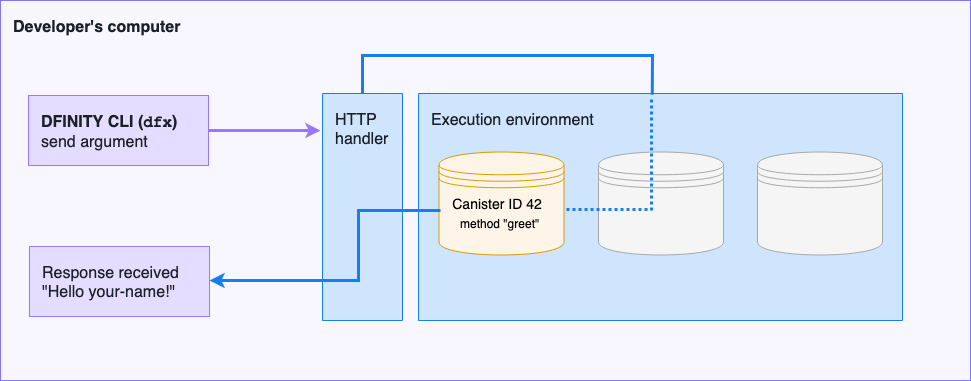 Developer's computer
DFINITY CLI (dfx)
send argument
HTTP
handler
Execution environment
Canister ID 42
method "greet"
Response received
"Hello your-name!"